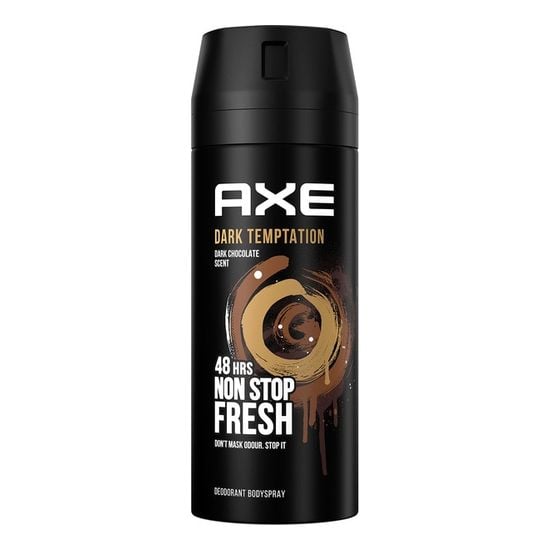 AXE
DARK TEMPTATION
DARK CHOCOLATE
SCENT
48 HRS
NON STOP
FRESH
DON'T MASK ODOUR. STOP IT
DEODORANT BODYSPRAY